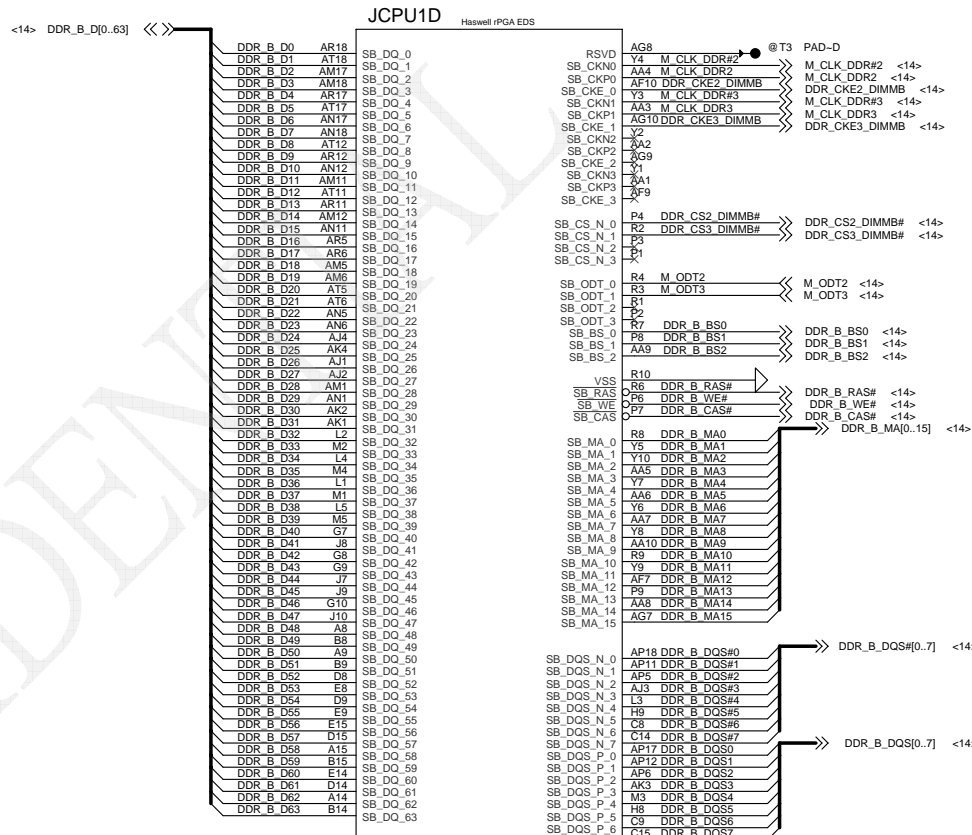 JCPU1D
Haswell rPGA EDS
<14> DDR_B_D[0..63]
DDR_B_D0 AR18 SB_DQ_0
DDR_B_D1 AT18 SB_DQ_1
DDR_B_D2 AM17 SB_DQ_2
DDR_B_D3 AM18 SB_DQ_3
DDR_B_D4 AR17 SB_DQ_4
DDR_B_D5 AT17 SB_DQ_5
DDR_B_D6 AN17 SB_DQ_6
DDR_B_D7 AN18 SB_DQ_7
DDR_B_D8 AT12 SB_DQ_8
DDR_B_D9 AR12 SB_DQ_9
DDR_B_D10 AN12 SB_DQ_10
DDR_B_D11 AM11 SB_DQ_11
DDR_B_D12 AT11 SB_DQ_12
DDR_B_D13 AR11 SB_DQ_13
DDR_B_D14 AM12 SB_DQ_14
DDR_B_D15 AN11 SB_DQ_15
DDR_B_D16 AR5 SB_DQ_16
DDR_B_D17 AR6 SB_DQ_17
DDR_B_D18 AM5 SB_DQ_18
DDR_B_D19 AM6 SB_DQ_19
DDR_B_D20 AT5 SB_DQ_20
DDR_B_D21 AT6 SB_DQ_21
DDR_B_D22 AN5 SB_DQ_22
DDR_B_D23 AN6 SB_DQ_23
DDR_B_D24 AJ4 SB_DQ_24
DDR_B_D25 AK4 SB_DQ_25
DDR_B_D26 AJ1 SB_DQ_26
DDR_B_D27 AJ2 SB_DQ_27
DDR_B_D28 AM1 SB_DQ_28
DDR_B_D29 AN1 SB_DQ_29
DDR_B_D30 AK2 SB_DQ_30
DDR_B_D31 AK1 SB_DQ_31
DDR_B_D32 L2 SB_DQ_32
DDR_B_D33 M2 SB_DQ_33
DDR_B_D34 L4 SB_DQ_34
DDR_B_D35 M4 SB_DQ_35
DDR_B_D36 L1 SB_DQ_36
DDR_B_D37 M1 SB_DQ_37
DDR_B_D38 L5 SB_DQ_38
DDR_B_D39 M5 SB_DQ_39
DDR_B_D40 G7 SB_DQ_40
DDR_B_D41 J8 SB_DQ_41
DDR_B_D42 G8 SB_DQ_42
DDR_B_D43 G9 SB_DQ_43
DDR_B_D44 J7 SB_DQ_44
DDR_B_D45 J9 SB_DQ_45
DDR_B_D46 G10 SB_DQ_46
DDR_B_D47 J10 SB_DQ_47
DDR_B_D48 A8 SB_DQ_48
DDR_B_D49 B8 SB_DQ_49
DDR_B_D50 A9 SB_DQ_50
DDR_B_D51 B9 SB_DQ_51
DDR_B_D52 D8 SB_DQ_52
DDR_B_D53 E8 SB_DQ_53
DDR_B_D54 D9 SB_DQ_54
DDR_B_D55 E9 SB_DQ_55
DDR_B_D56 E15 SB_DQ_56
DDR_B_D57 D15 SB_DQ_57
DDR_B_D58 A15 SB_DQ_58
DDR_B_D59 B15 SB_DQ_59
DDR_B_D60 E14 SB_DQ_60
DDR_B_D61 D14 SB_DQ_61
DDR_B_D62 A14 SB_DQ_62
DDR_B_D63 B14 SB_DQ_63
RSVD AG8 @T3 PAD~D
SB_CKN0 Y4 M_CLK_DDR#2 M_CLK_DDR#2 <14>
SB_CKP0 AA4 M_CLK_DDR2 M_CLK_DDR2 <14>
SB_CKE_0 AF10 DDR_CKE2_DIMMB DDR_CKE2_DIMMB <14>
SB_CKN1 Y3 M_CLK_DDR#3 M_CLK_DDR#3 <14>
SB_CKP1 AA3 M_CLK_DDR3 M_CLK_DDR3 <14>
SB_CKE_1 AG10 DDR_CKE3_DIMMB DDR_CKE3_DIMMB <14>
SB_CKN2 Y2
SB_CKP2 AA2
SB_CKE_2 AG9
SB_CKN3 Y1
SB_CKP3 AA1
SB_CKE_3 AF9
SB_CS_N_0 P4 DDR_CS2_DIMMB# DDR_CS2_DIMMB# <14>
SB_CS_N_1 R2 DDR_CS3_DIMMB# DDR_CS3_DIMMB# <14>
SB_CS_N_2 P3
SB_CS_N_3 P1
SB_ODT_0 R4 M_ODT2 M_ODT2 <14>
SB_ODT_1 R3 M_ODT3 M_ODT3 <14>
SB_ODT_2 R1
SB_ODT_3 P2
SB_BS_0 R7 DDR_B_BS0 DDR_B_BS0 <14>
SB_BS_1 P8 DDR_B_BS1 DDR_B_BS1 <14>
SB_BS_2 AA9 DDR_B_BS2 DDR_B_BS2 <14>
VSS R10
SB_RAS R6 DDR_B_RAS# DDR_B_RAS# <14>
SB_WE P6 DDR_B_WE# DDR_B_WE# <14>
SB_CAS P7 DDR_B_CAS# DDR_B_CAS# <14>
DDR_B_MA[0..15] <14>
SB_MA_0 R8 DDR_B_MA0
SB_MA_1 Y5 DDR_B_MA1
SB_MA_2 Y10 DDR_B_MA2
SB_MA_3 AA5 DDR_B_MA3
SB_MA_4 Y7 DDR_B_MA4
SB_MA_5 AA6 DDR_B_MA5
SB_MA_6 Y6 DDR_B_MA6
SB_MA_7 AA7 DDR_B_MA7
SB_MA_8 Y8 DDR_B_MA8
SB_MA_9 AA10 DDR_B_MA9
SB_MA_10 R9 DDR_B_MA10
SB_MA_11 Y9 DDR_B_MA11
SB_MA_12 AF7 DDR_B_MA12
SB_MA_13 P9 DDR_B_MA13
SB_MA_14 AA8 DDR_B_MA14
SB_MA_15 AG7 DDR_B_MA15
DDR_B_DQS#[0..7] <14
SB_DQS_N_0 AP18 DDR_B_DQS#0
SB_DQS_N_1 AP11 DDR_B_DQS#1
SB_DQS_N_2 AP5 DDR_B_DQS#2
SB_DQS_N_3 AJ3 DDR_B_DQS#3
SB_DQS_N_4 L3 DDR_B_DQS#4
SB_DQS_N_5 H9 DDR_B_DQS#5
SB_DQS_N_6 C8 DDR_B_DQS#6
SB_DQS_N_7 C14 DDR_B_DQS#7
DDR_B_DQS[0..7] <14
SB_DQS_P_0 AP17 DDR_B_DQS0
SB_DQS_P_1 AP12 DDR_B_DQS1
SB_DQS_P_2 AP6 DDR_B_DQS2
SB_DQS_P_3 AK3 DDR_B_DQS3
SB_DQS_P_4 M3 DDR_B_DQS4
SB_DQS_P_5 H8 DDR_B_DQS5
SB_DQS_P_6 C9 DDR_B_DQS6
C15 DDR_B_DQS7
DENTIAL